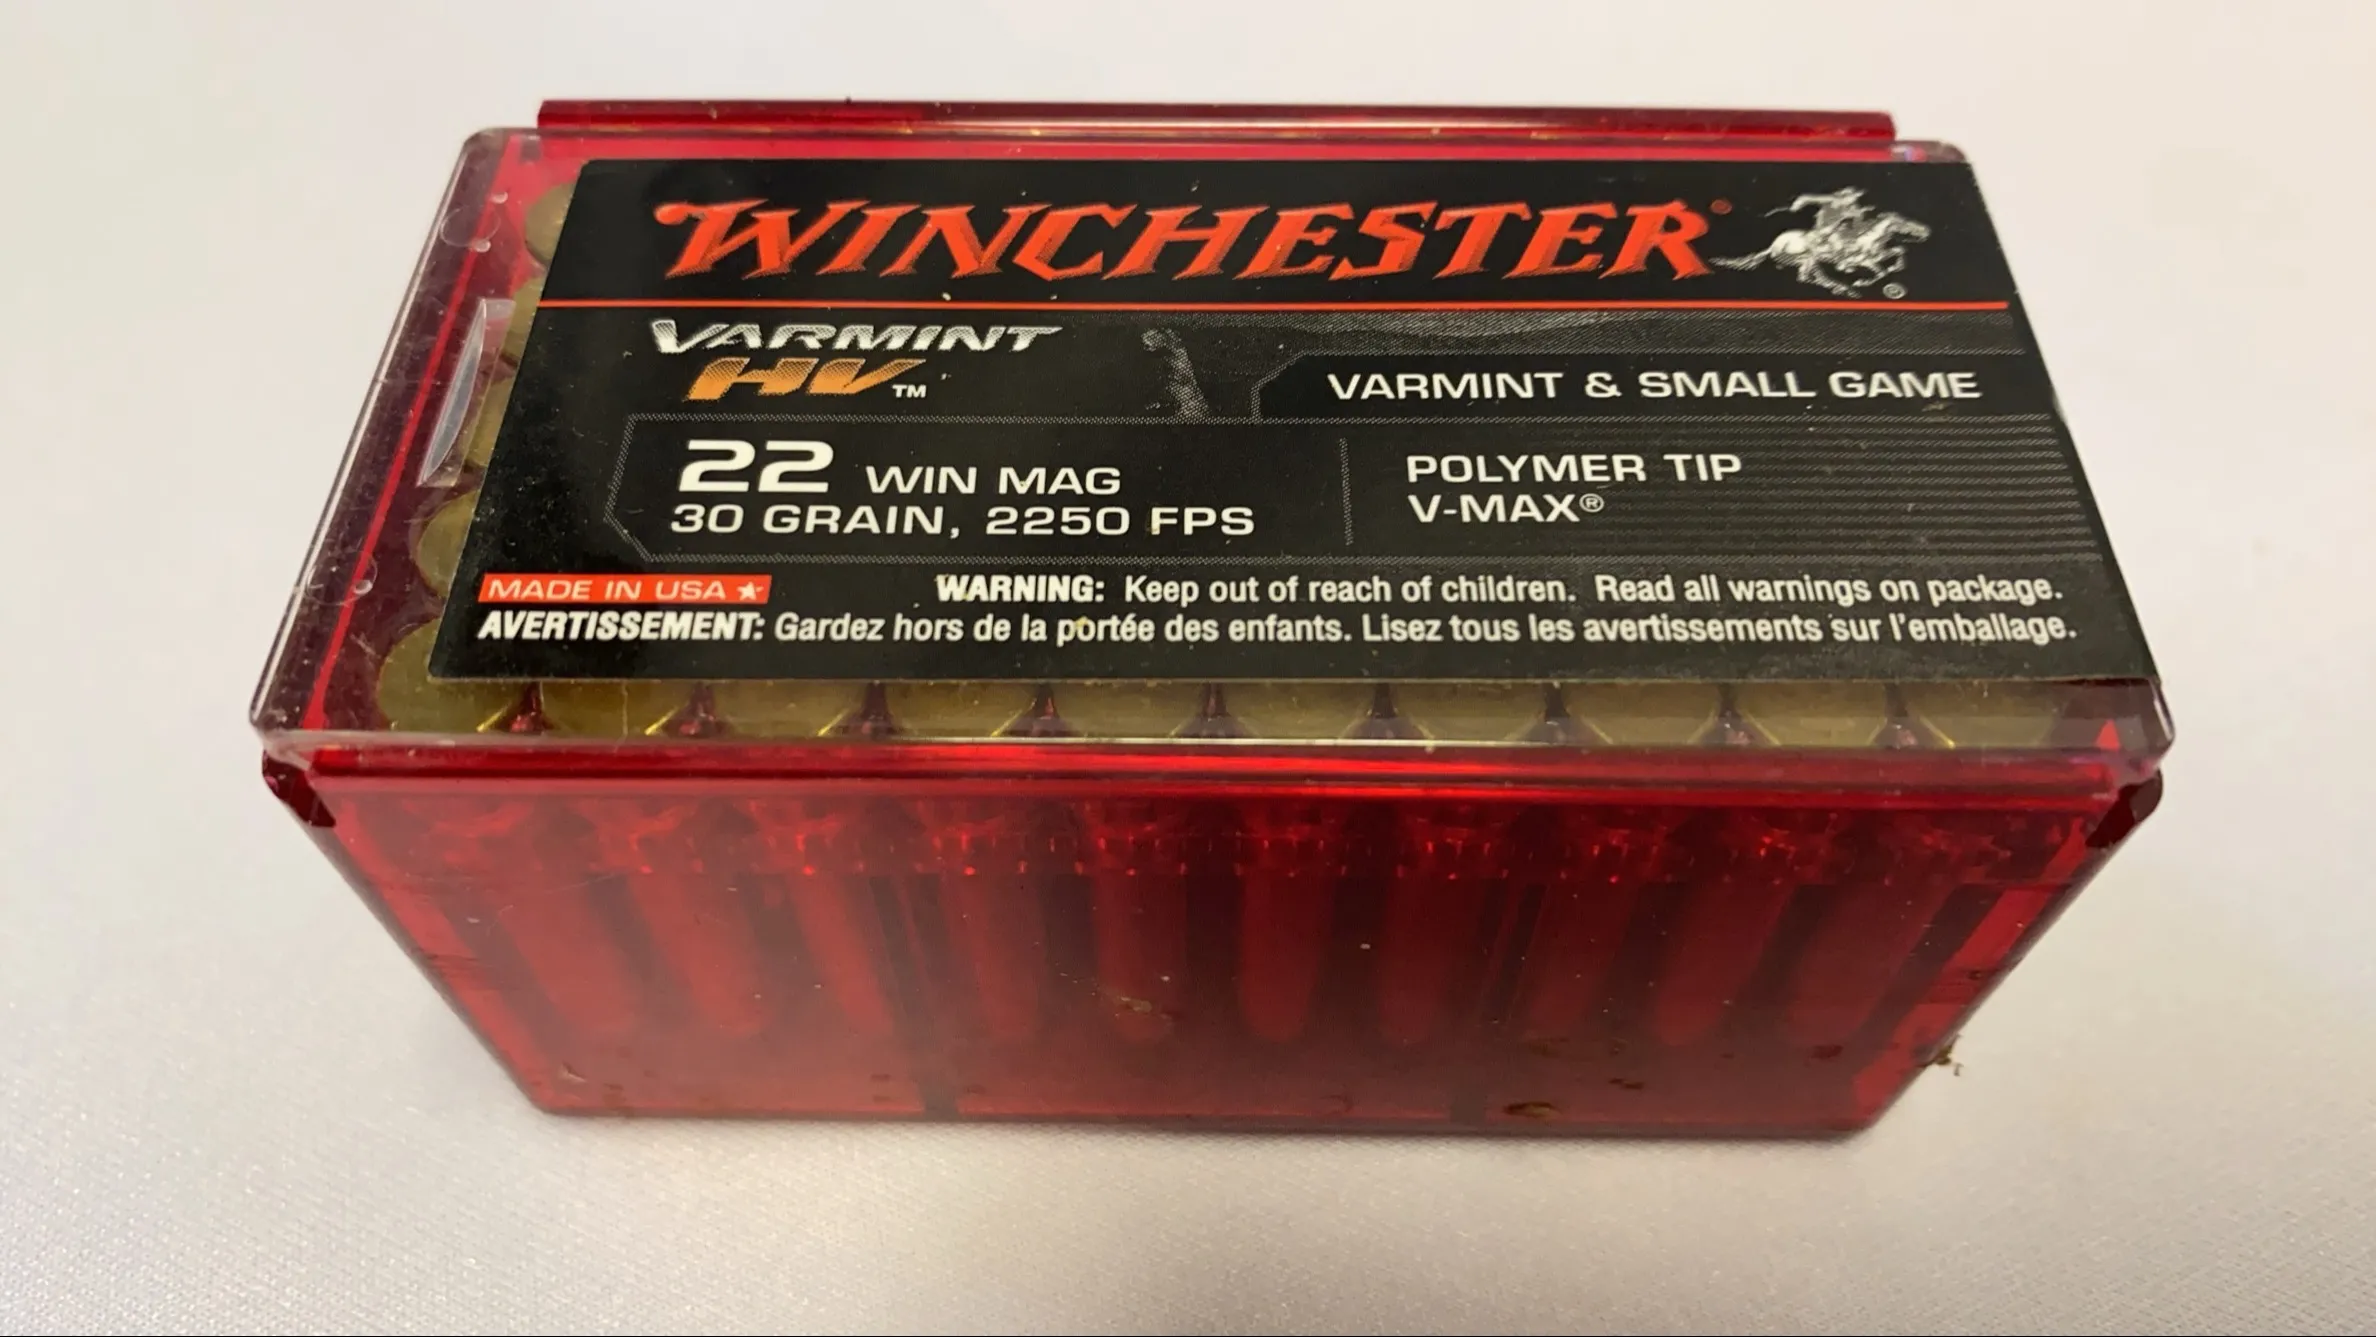 WINCHESTER®
®
VARMINT
HV™
VARMINT & SMALL GAME
22 WIN MAG
30 GRAIN, 2250 FPS
POLYMER TIP
V-MAX®
MADE IN USA
WARNING: Keep out of reach of children. Read all warnings on package.
AVERTISSEMENT: Gardez hors de la portée des enfants. Lisez tous les avertissements sur l'emballage.